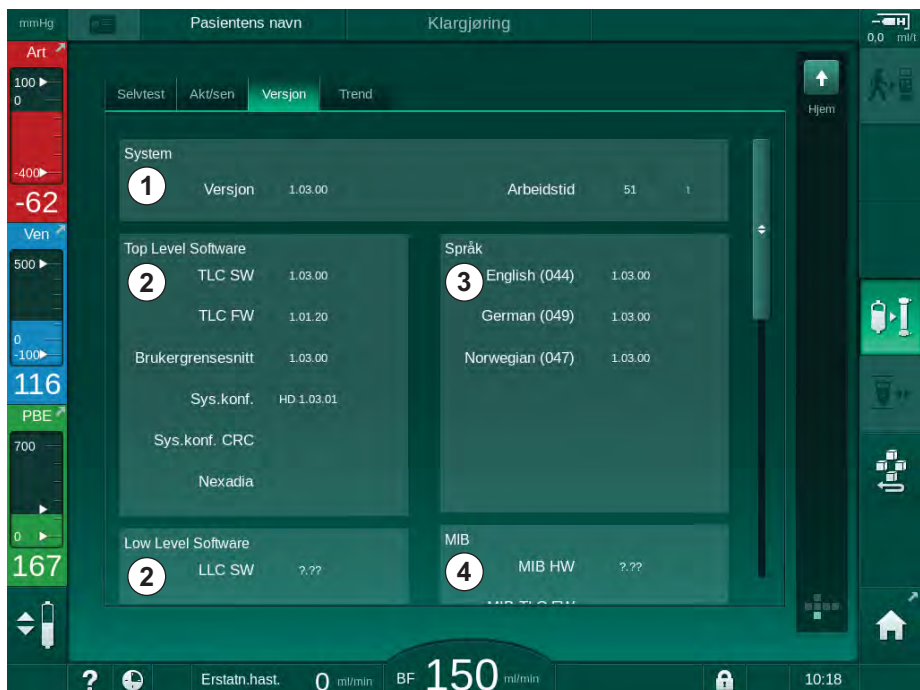 mmHg Pasientens navn Klargjøring H
0,0 ml/t
Art
100
0
-400
-62
Ven
500
0
-100
116
PBE
700
0
167
Selvtest Akt/sen Versjon Trend
Hjem
System
1 Versjon 1.03.00 Arbeidstid 51 t
Top Level Software
2 TLC SW 1.03.00
TLC FW 1.01.20
Brukergrensesnitt 1.03.00
Sys.konf. HD 1.03.01
Sys.konf. CRC
Nexadia
Språk
3 English (044) 1.03.00
German (049) 1.03.00
Norwegian (047) 1.03.00
Low Level Software
2 LLC SW ?.??
MIB
4 MIB HW ?.??
MIB TLC FW
? Erstatn.hast. 0 ml/min BF 150 ml/min 10:18